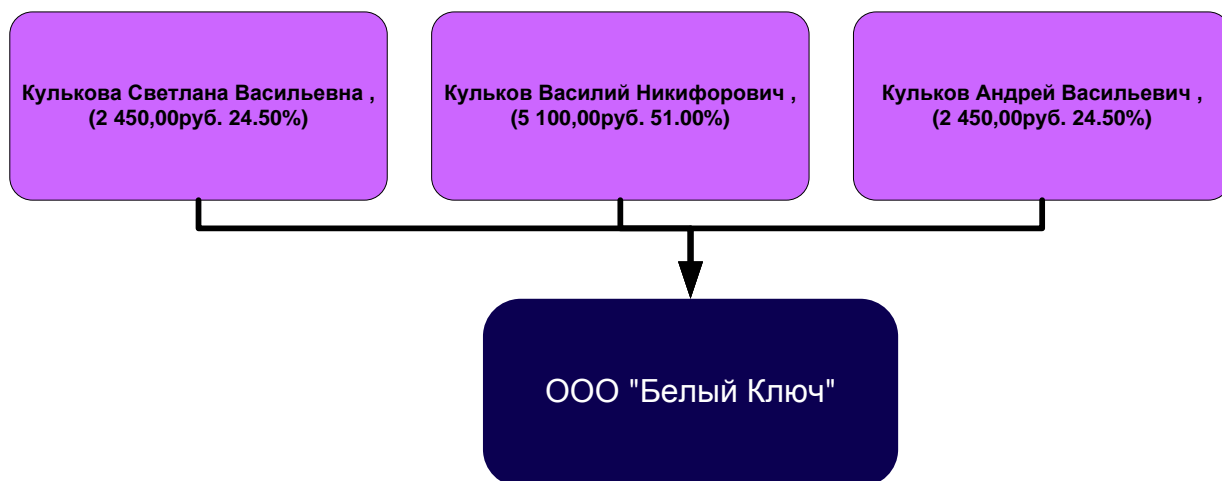 Кулькова Светлана Васильевна ,
(2 450,00руб. 24.50%)
Кульков Василий Никифорович ,
(5 100,00руб. 51.00%)
Кульков Андрей Васильевич ,
(2 450,00руб. 24.50%)
ООО "Белый Ключ"